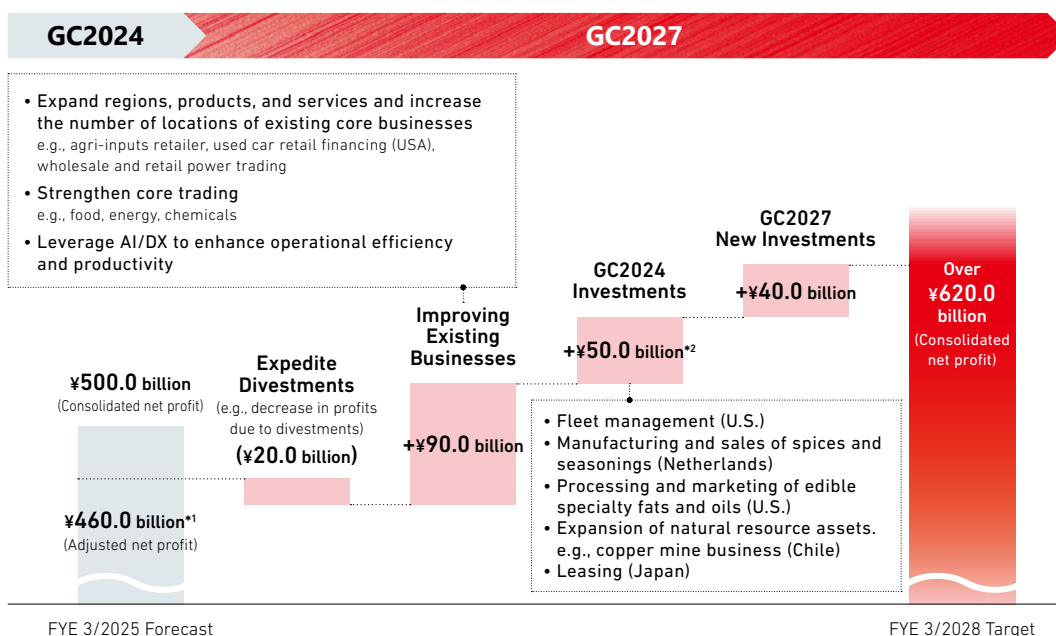 GC2024
GC2027
• Expand regions, products, and services and increase
the number of locations of existing core businesses
e.g., agri-inputs retailer, used car retail financing (USA),
wholesale and retail power trading
• Strengthen core trading
e.g., food, energy, chemicals
• Leverage AI/DX to enhance operational efficiency
and productivity
¥500.0 billion
(Consolidated net profit)
¥460.0 billion*1
(Adjusted net profit)
Expedite
Divestments
(e.g., decrease in profits
due to divestments)
(¥20.0 billion)
Improving
Existing
Businesses
+¥90.0 billion
GC2024
Investments
+¥50.0 billion*2
• Fleet management (U.S.)
• Manufacturing and sales of spices and
seasonings (Netherlands)
• Processing and marketing of edible
specialty fats and oils (U.S.)
• Expansion of natural resource assets.
e.g., copper mine business (Chile)
• Leasing (Japan)
GC2027
New Investments
+¥40.0 billion
Over
¥620.0
billion
(Consolidated
net profit)
FYE 3/2025 Forecast
FYE 3/2028 Target